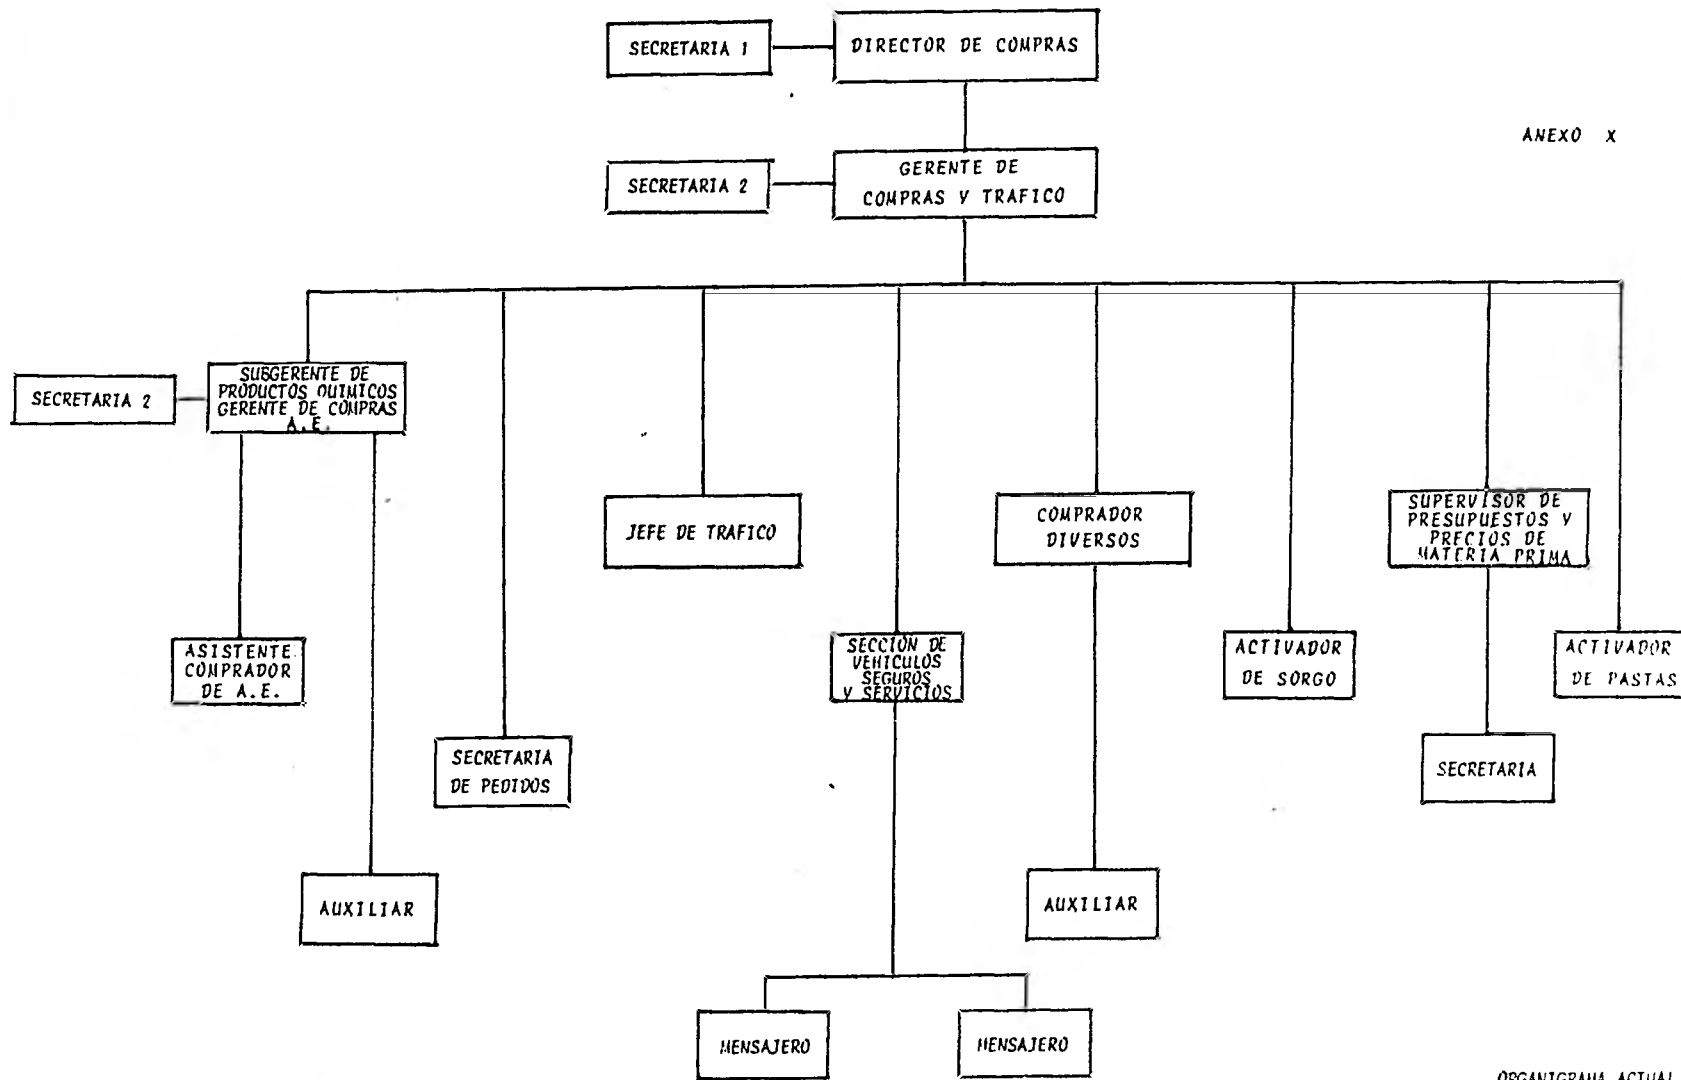 SECRETARIA 1
DIRECTOR DE COMPRAS
ANEXO X
SECRETARIA 2
GERENTE DE
COMPRAS Y TRAFICO
SECRETARIA 2
SUBGERENTE DE
PRODUCTOS QUIMICOS
GERENTE DE COMPRAS
A.E.
JEFE DE TRAFICO
COMPRADOR
DIVERSOS
SUPERVISOR DE
PRESUPUESTOS Y
PRECIOS DE
MATERIA PRIMA
ASISTENTE
COMPRADOR
DE A.E.
SECCION DE
VEHICULOS
SEGUROS
Y SERVICIOS
ACTIVADOR
DE SORGO
ACTIVADOR
DE PASTAS
SECRETARIA
DE PEDIDOS
SECRETARIA
AUXILIAR
AUXILIAR
MENSAJERO
MENSAJERO
ORGANIGRAMA ACTUAL